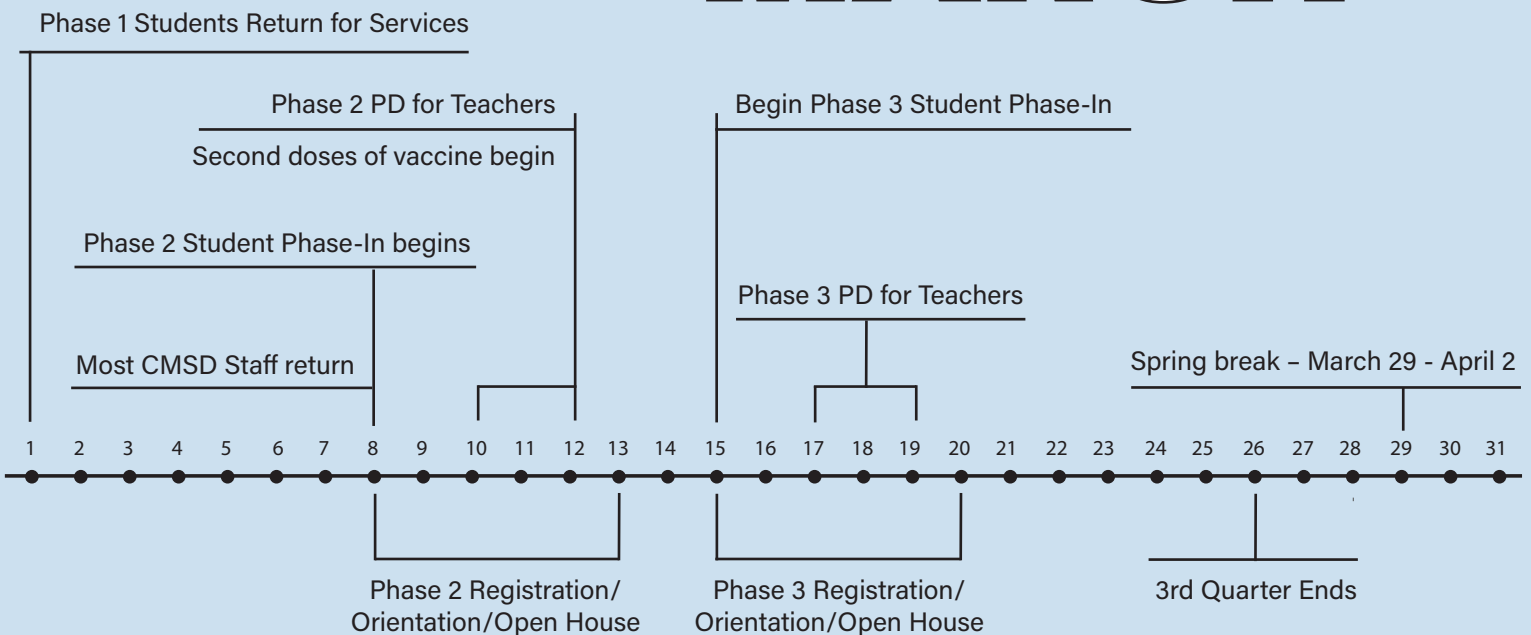 Phase 1 Students Return for Services
Phase 2 PD for Teachers
Second doses of vaccine begin
Begin Phase 3 Student Phase-In
Phase 2 Student Phase-In begins
Phase 3 PD for Teachers
Most CMSD Staff return
Spring break – March 29 - April 2
1 2 3 4 5 6 7 8 9 10 11 12 13 14 15 16 17 18 19 20 21 22 23 24 25 26 27 28 29 30 31
Phase 2 Registration/
Orientation/Open House
Phase 3 Registration/
Orientation/Open House
3rd Quarter Ends